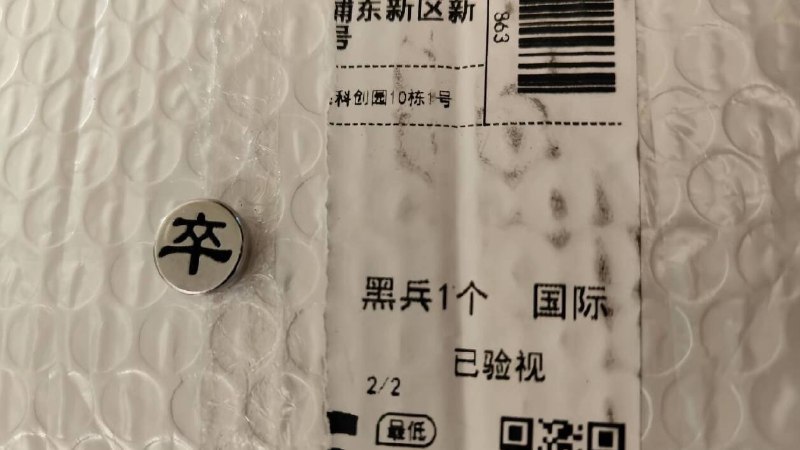 浦东新区新
号
863
科创园10栋1号
卒
黑兵1个 国际
已验视
2/2
最低